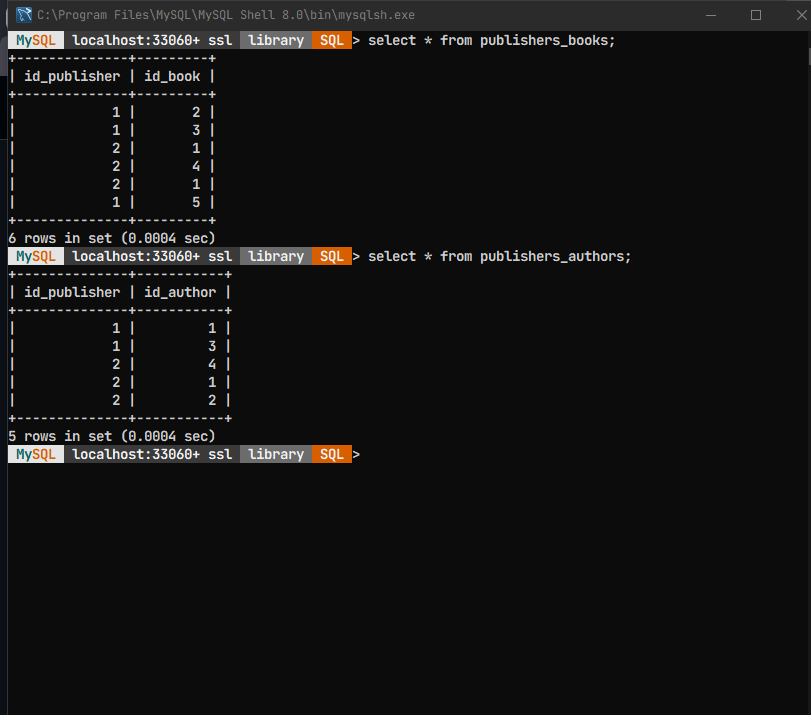 C:\Program Files\MySQL\MySQL Shell 8.0\bin\mysqlsh.exe
MySQL  localhost:33060+ ssl  library  SQL > select * from publishers_books;
+--------------+---------+
| id_publisher | id_book |
+--------------+---------+
|            1 |       2 |
|            1 |       3 |
|            2 |       1 |
|            2 |       4 |
|            2 |       1 |
|            1 |       5 |
+--------------+---------+
6 rows in set (0.0004 sec)
MySQL  localhost:33060+ ssl  library  SQL > select * from publishers_authors;
+--------------+-----------+
| id_publisher | id_author |
+--------------+-----------+
|            1 |         1 |
|            1 |         3 |
|            2 |         4 |
|            2 |         1 |
|            2 |         2 |
+--------------+-----------+
5 rows in set (0.0004 sec)
MySQL  localhost:33060+ ssl  library  SQL >